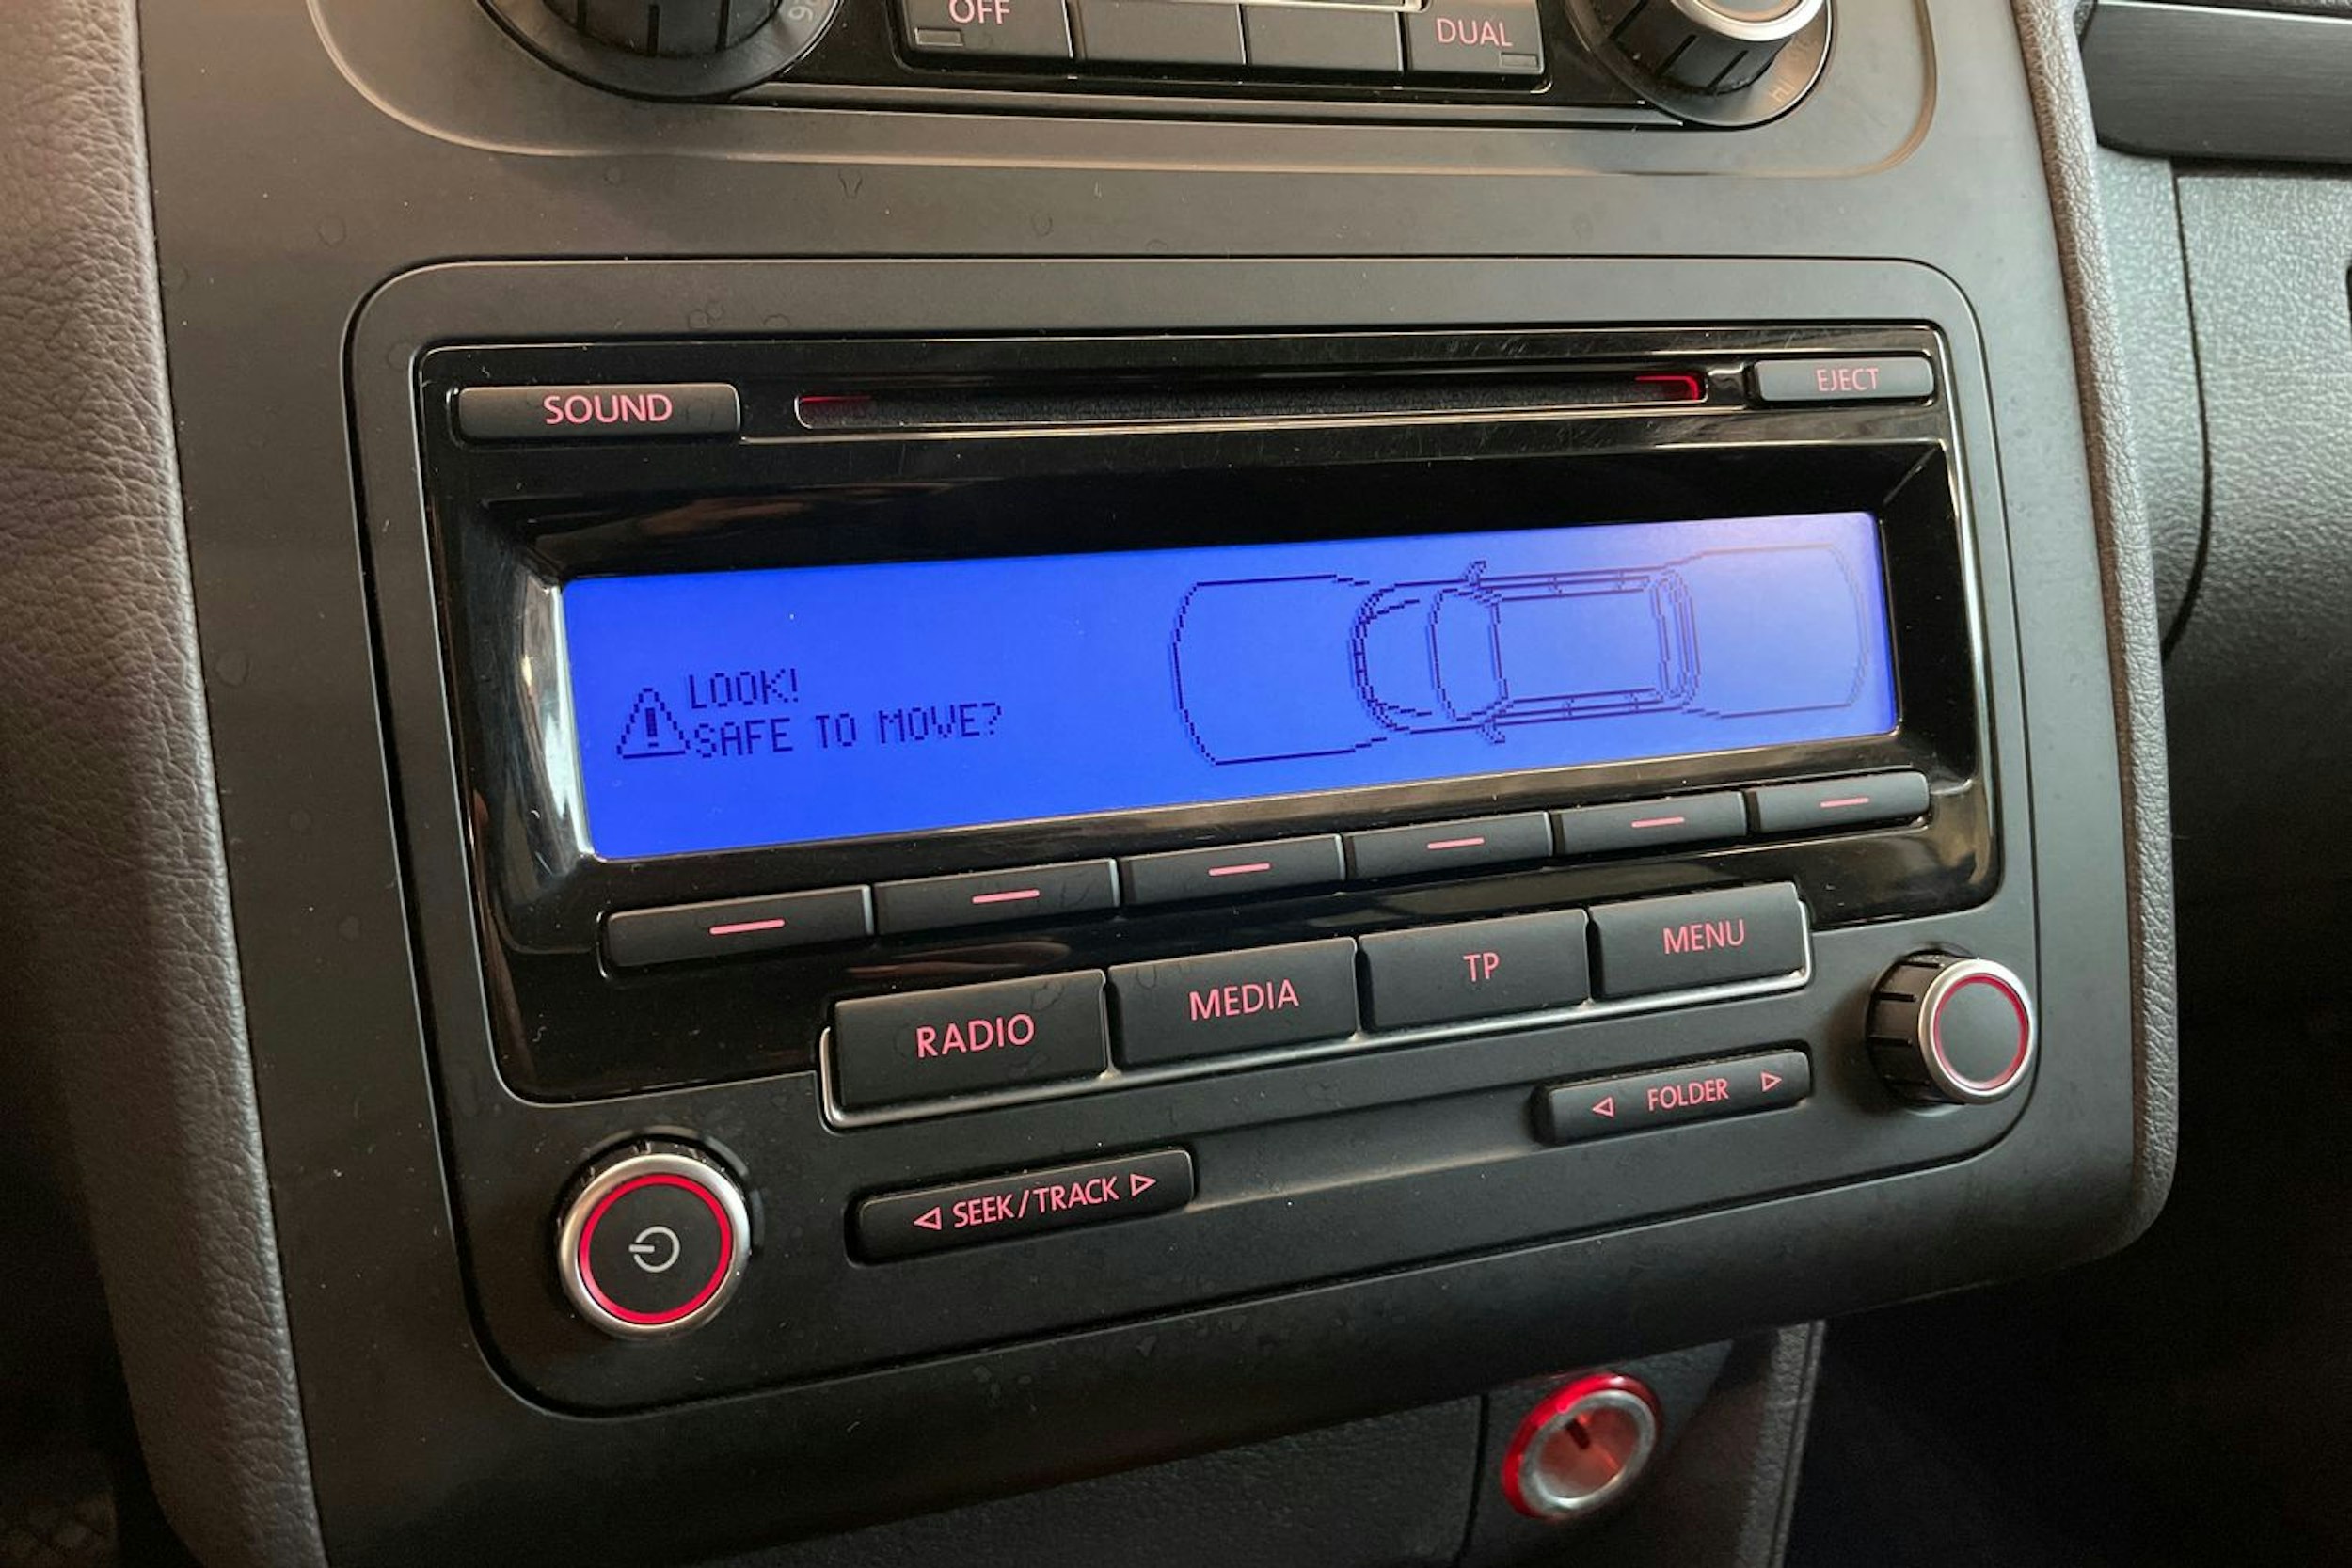 OFF
DUAL
SOUND
EJECT
LOOK!
SAFE TO MOVE?
RADIO
MEDIA
TP
MENU
FOLDER
SEEK/TRACK